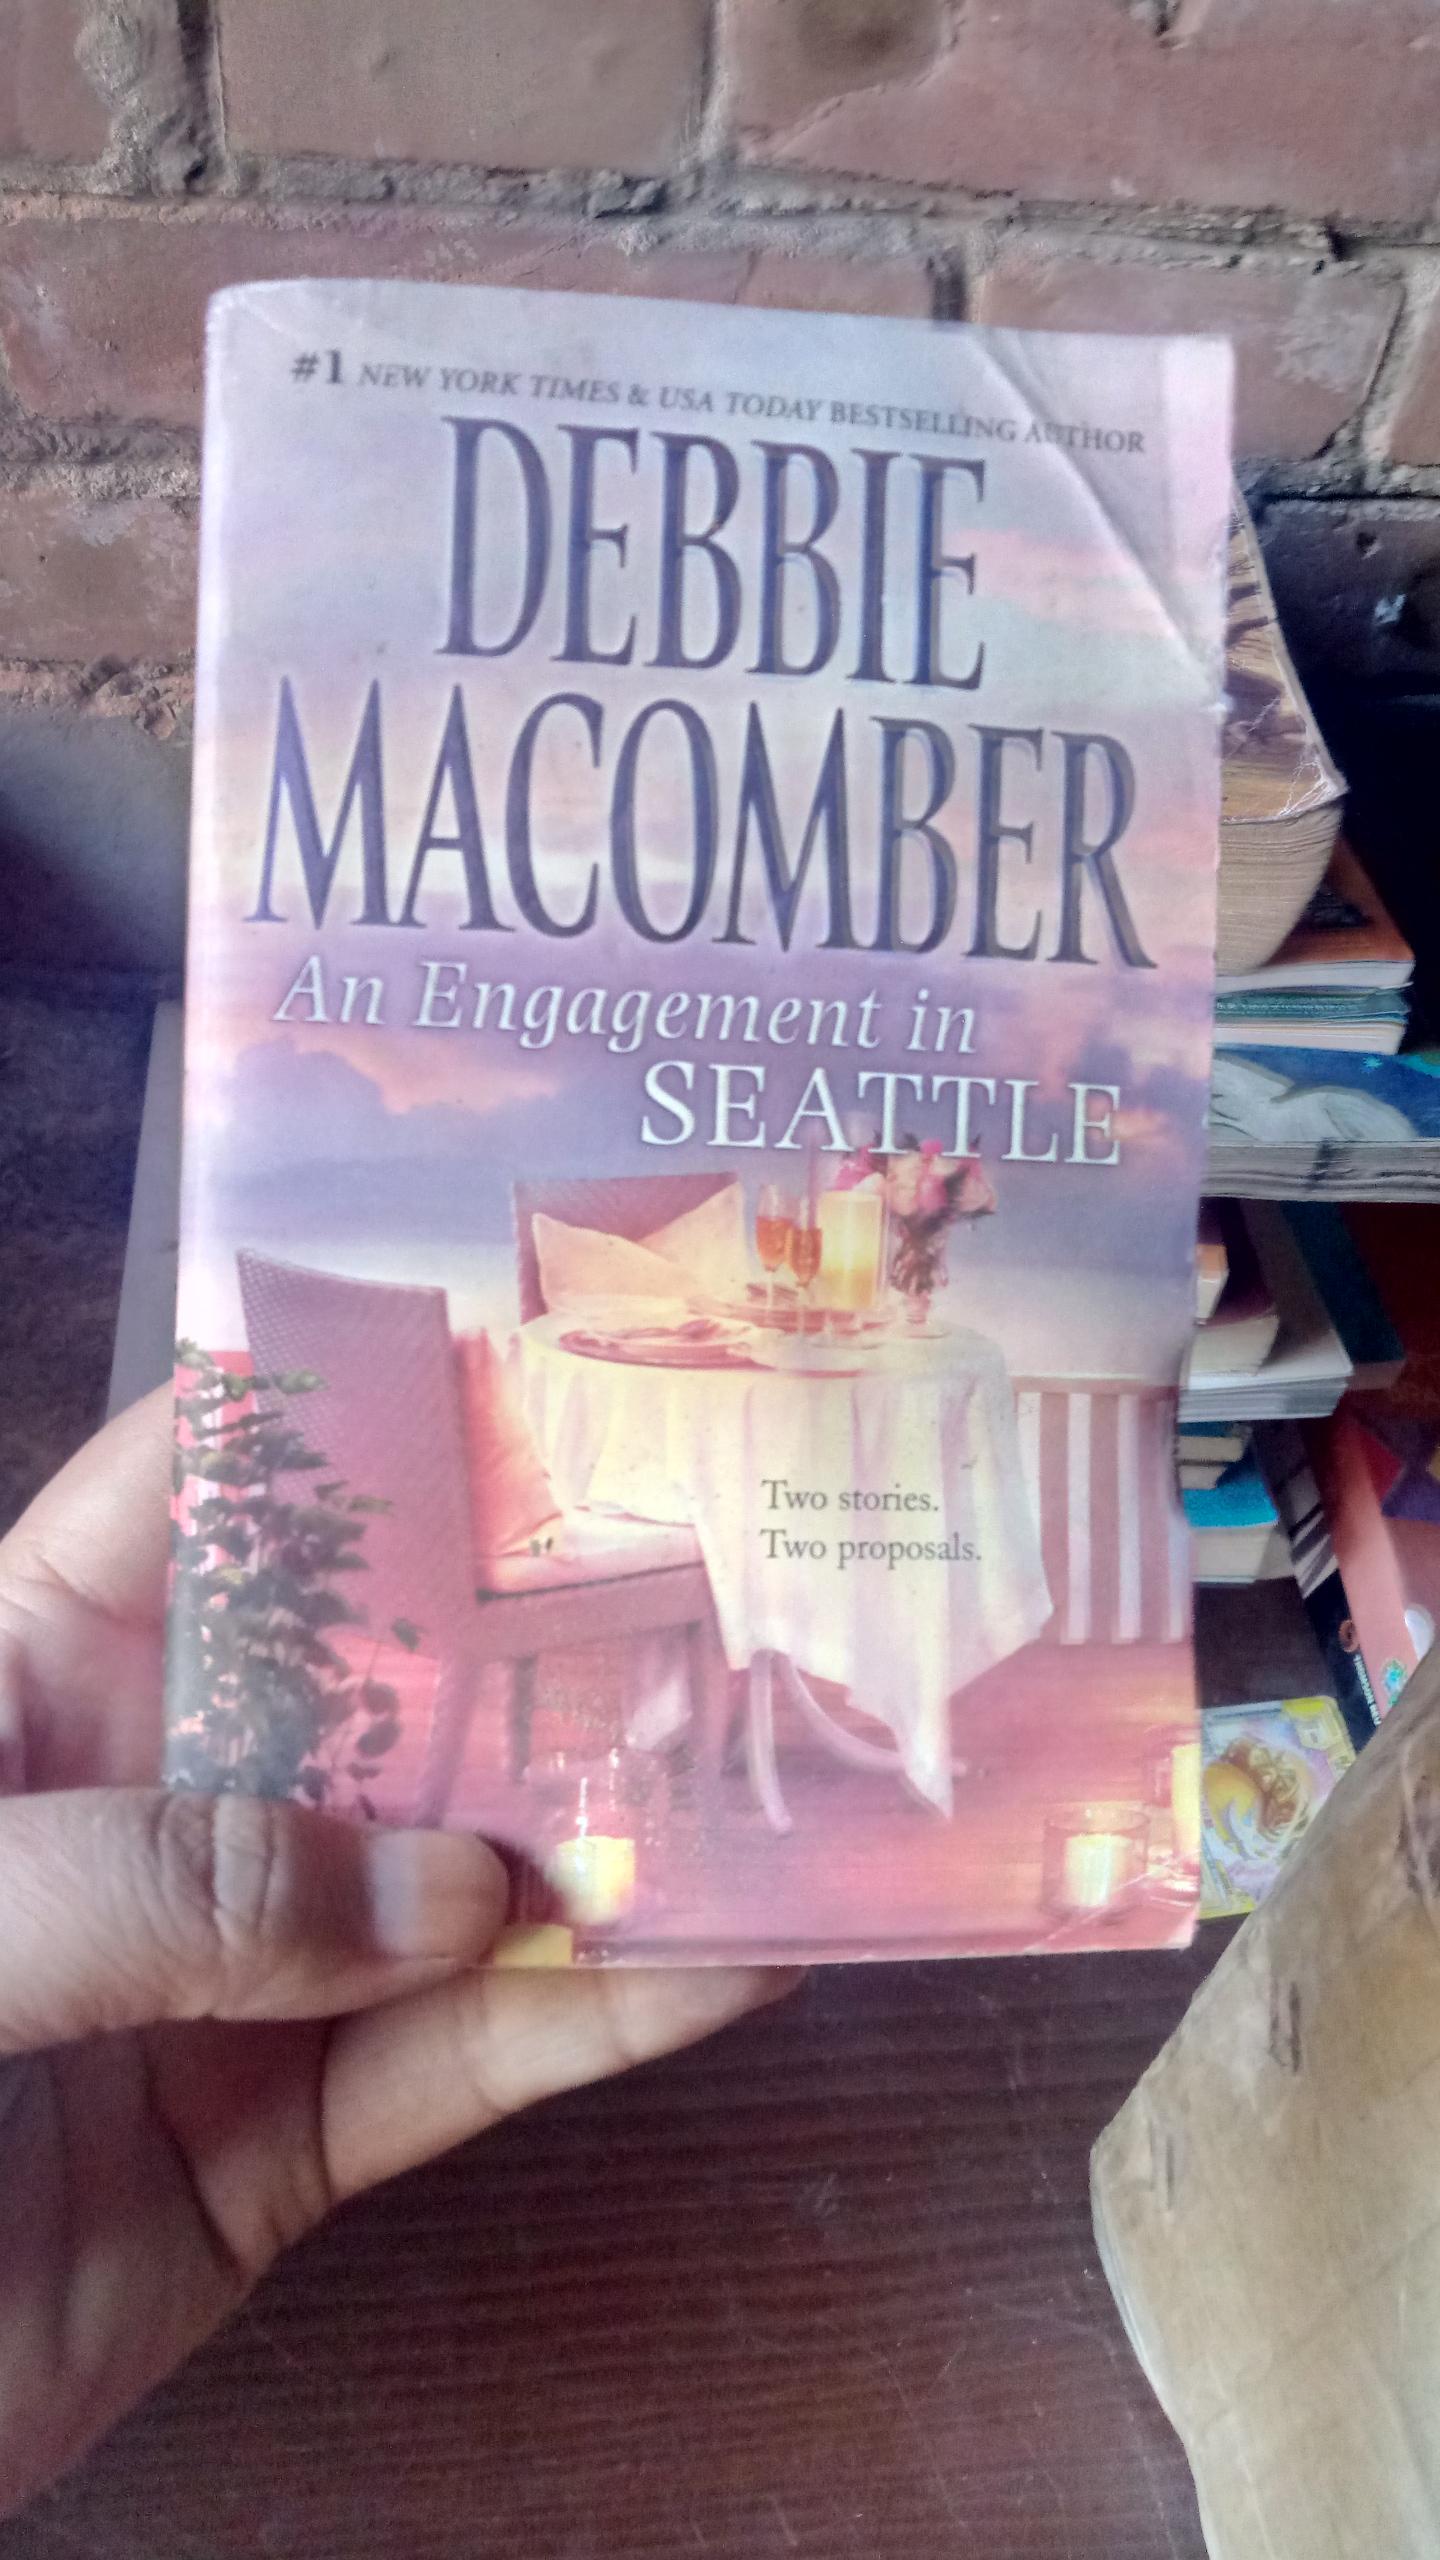 #1 NEW YORK TIMES & USA TODAY BESTSELLING AUTHOR
DEBBIE
MACOMBER
An Engagement in
SEATTLE
Two stories.
Two proposals.